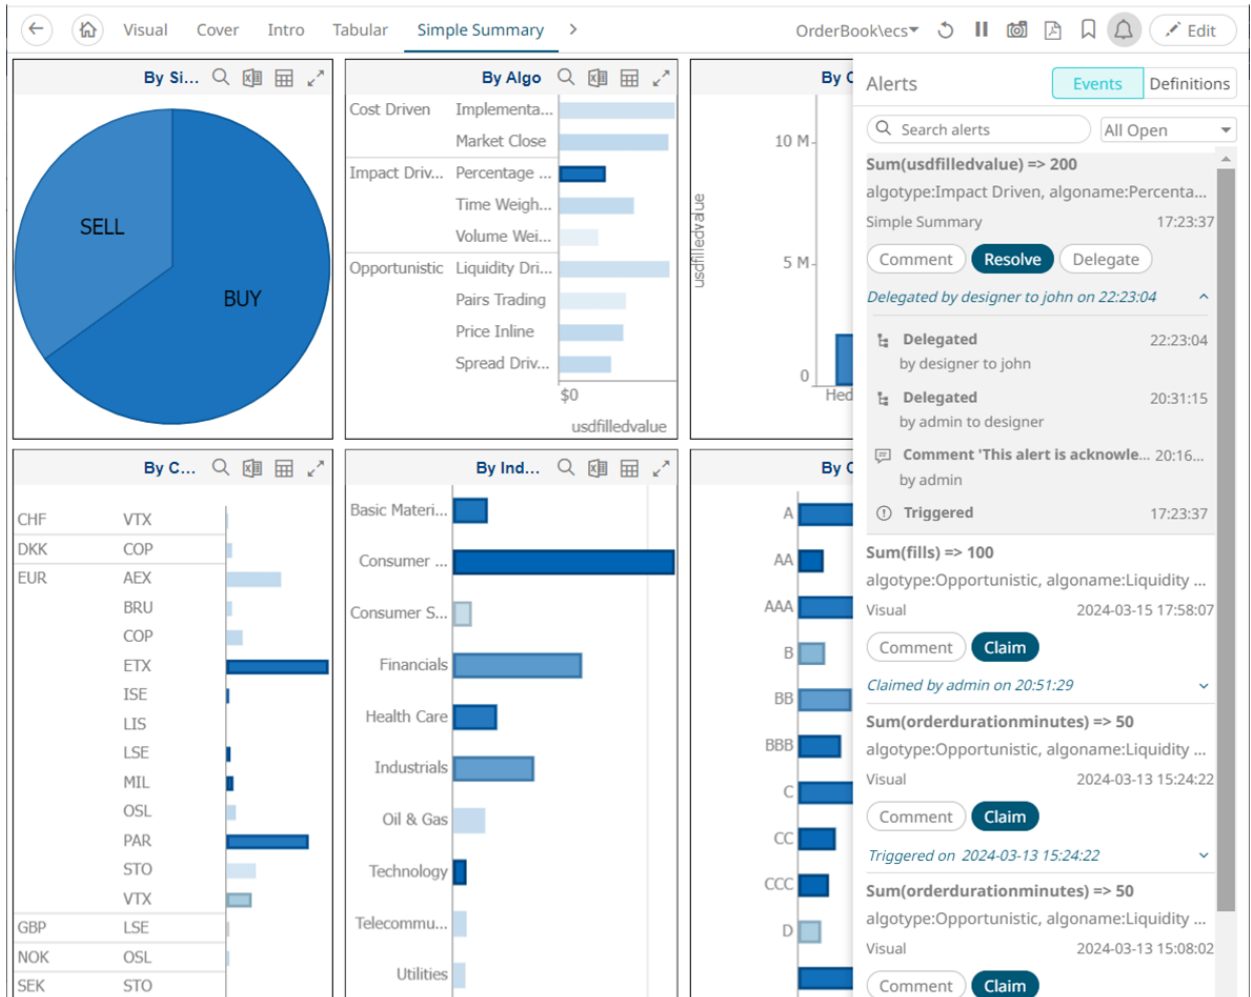 Visual Cover Intro Tabular Simple Summary OrderBook\ecs Edit
By Si...
SELL
BUY
By Algo
Cost Driven Implementa...
Market Close
Impact Driv... Percentage ...
Time Weigh...
Volume Wei...
Opportunistic Liquidity Dri...
Pairs Trading
Price Inline
Spread Driv...
$0
usdfilledvalue
By C
10 M
5 M
0
usdfilledvalue
Hed
By C...
CHF VTX
DKK COP
EUR AEX
BRU
COP
ETX
ISE
LIS
LSE
MIL
OSL
PAR
STO
VTX
GBP LSE
NOK OSL
SEK STO
By Ind...
Basic Materi...
Consumer ...
Consumer S...
Financials
Health Care
Industrials
Oil & Gas
Technology
Telecommu...
Utilities
By C
A
AA
AAA
B
BB
BBB
C
CC
CCC
D
Alerts Events Definitions
Search alerts All Open
Sum(usdfilledvalue) => 200
algotype:Impact Driven, algoname:Percenta...
Simple Summary 17:23:37
Comment Resolve Delegate
Delegated by designer to john on 22:23:04
Delegated 22:23:04
by designer to john
Delegated 20:31:15
by admin to designer
Comment 'This alert is acknowle... 20:16...
by admin
Triggered 17:23:37
Sum(fills) => 100
algotype:Opportunistic, algoname:Liquidity ...
Visual 2024-03-15 17:58:07
Comment Claim
Claimed by admin on 20:51:29
Sum(orderdurationminutes) => 50
algotype:Opportunistic, algoname:Liquidity ...
Visual 2024-03-13 15:24:22
Comment Claim
Triggered on 2024-03-13 15:24:22
Sum(orderdurationminutes) => 50
algotype:Opportunistic, algoname:Liquidity ...
Visual 2024-03-13 15:08:02
Comment Claim